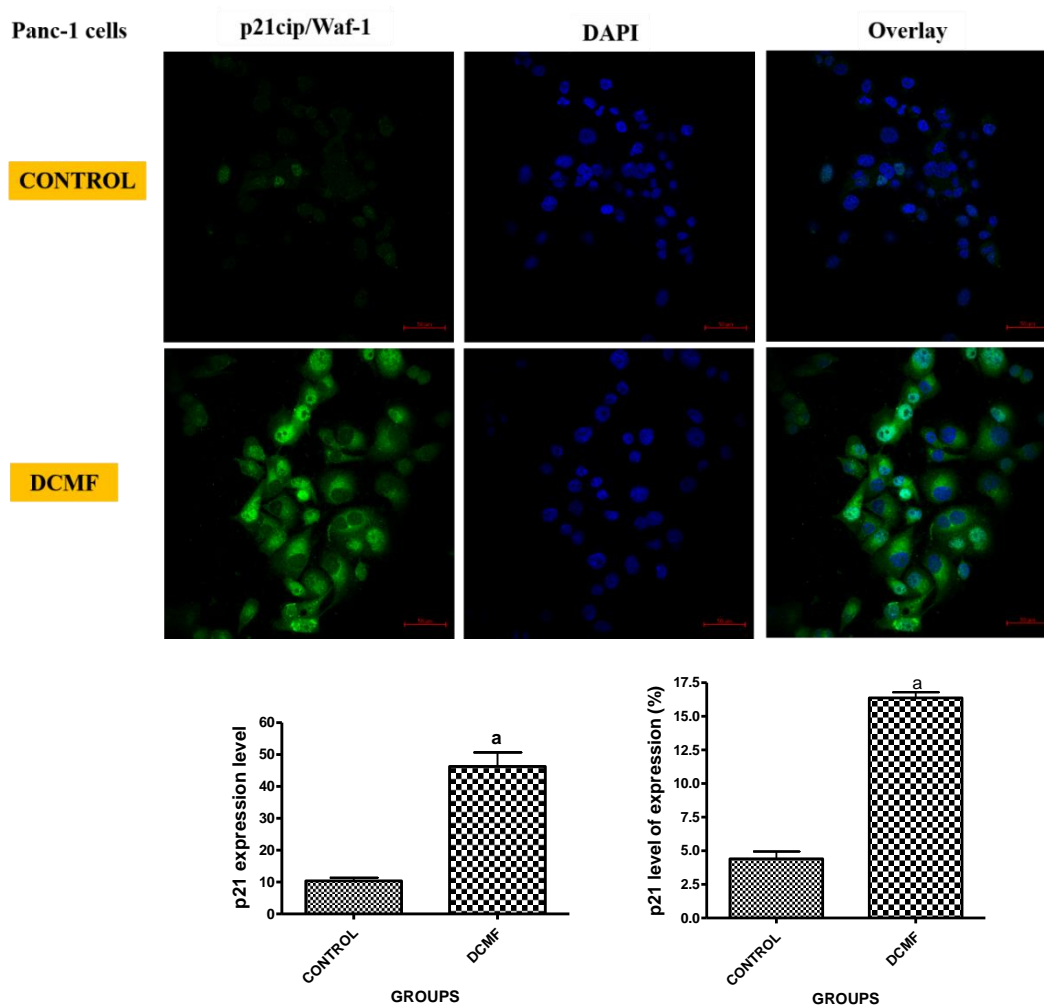 Panc-1 cells
p21cip/Waf-1
DAPI
Overlay
CONTROL
DCMF
p21 expression level
60
50
40
30
20
10
0
a
CONTROL
DCMF
GROUPS
p21 level of expression (%)
17.5
15.0
12.5
10.0
7.5
5.0
2.5
0.0
a
CONTROL
DCMF
GROUPS